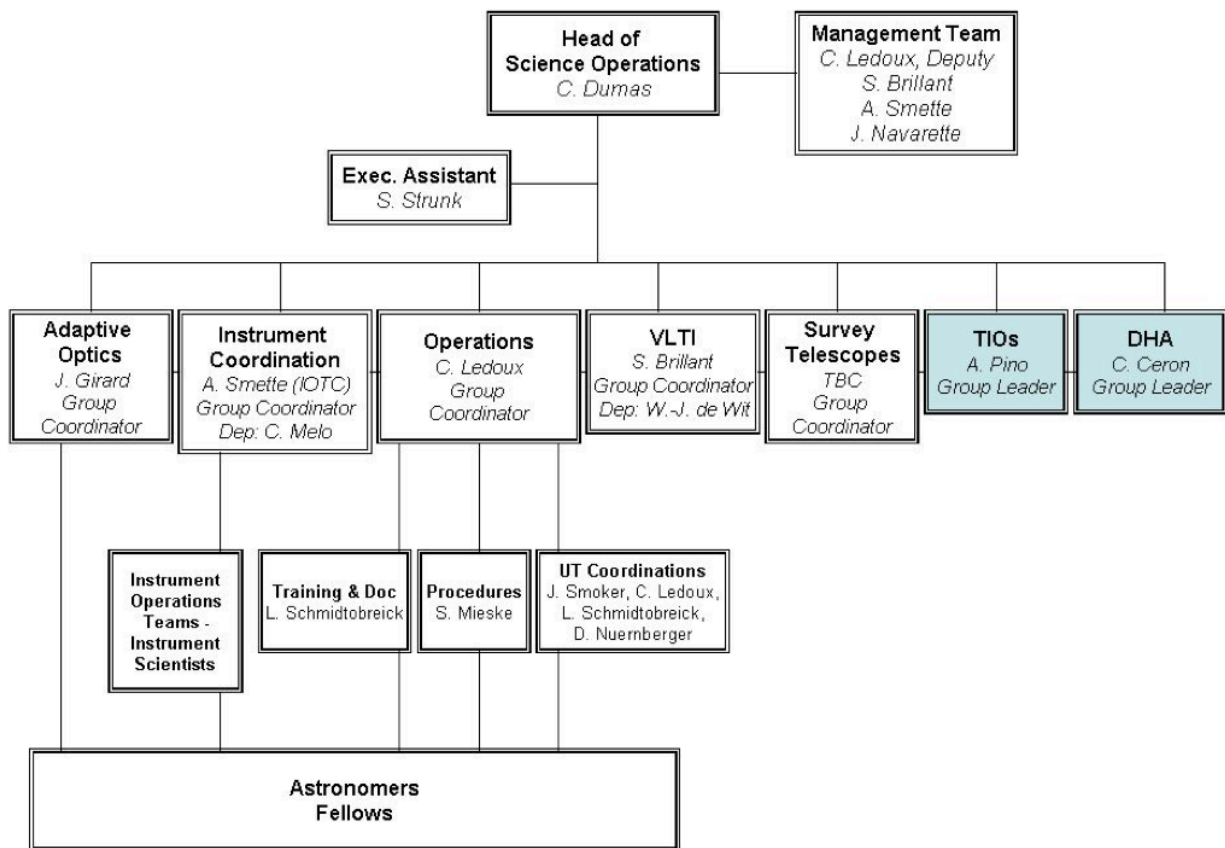 Head of
Science Operations
C. Dumas
Management Team
C. Ledoux, Deputy
S. Brillant
A. Smette
J. Navarette
Exec. Assistant
S. Strunk
Adaptive
Optics
J. Girard
Group
Coordinator
Instrument
Coordination
A. Smette (IOTC)
Group Coordinator
Dep: C. Melo
Operations
C. Ledoux
Group
Coordinator
VLTI
S. Brillant
Group Coordinator
Dep: W.-J. de Wit
Survey
Telescopes
TBC
Group
Coordinator
TIOs
A. Pino
Group Leader
DHA
C. Ceron
Group Leader
Instrument
Operations
Teams -
Instrument
Scientists
Training & Doc
L. Schmidtobreick
Procedures
S. Mieske
UT Coordinations
J. Smoker, C. Ledoux,
L. Schmidtobreick,
D. Nuernberger
Astronomers
Fellows